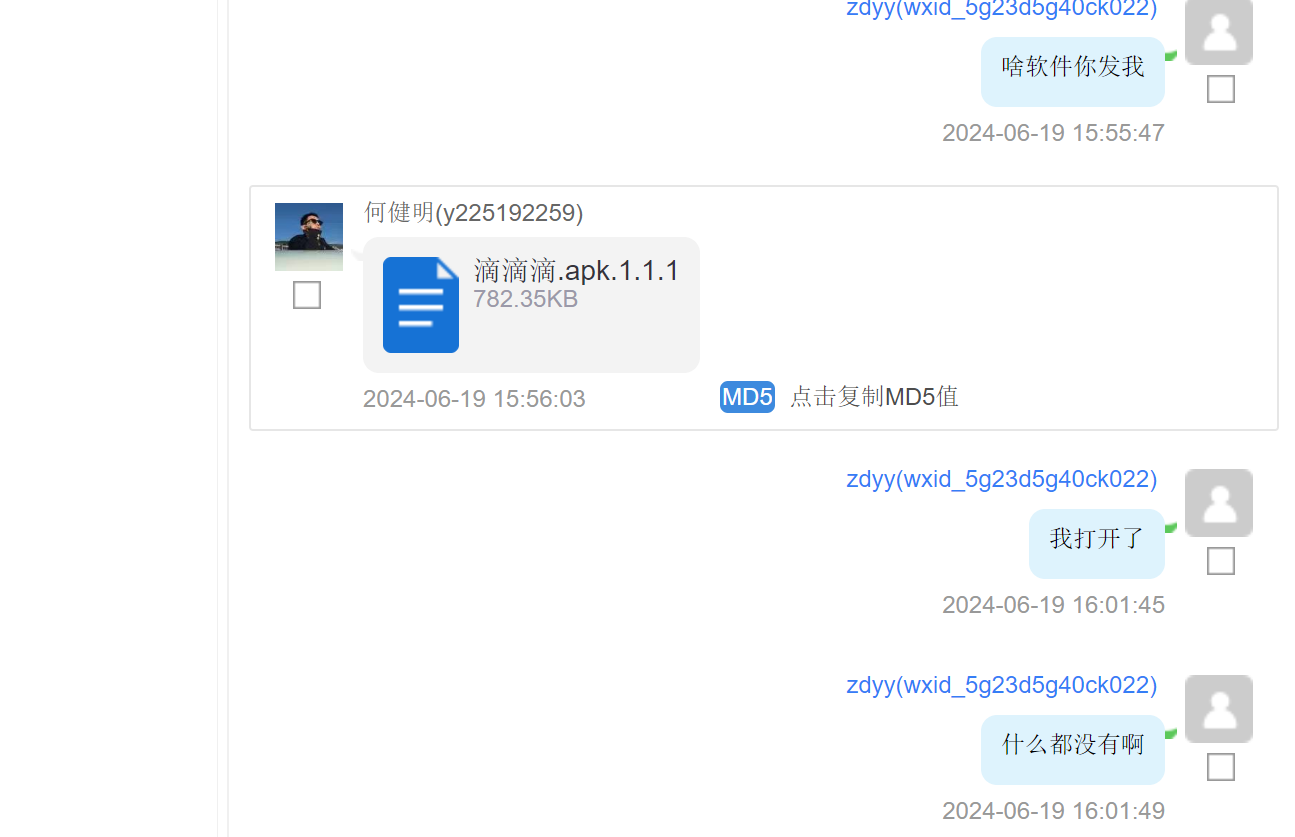 zdyy(wxid_5g23d5g40ck022)
啥软件你发我
2024-06-19 15:55:47
何健明(y225192259)
滴滴滴.apk.1.1.1
782.35KB
2024-06-19 15:56:03
MD5 点击复制MD5值
zdyy(wxid_5g23d5g40ck022)
我打开了
2024-06-19 16:01:45
zdyy(wxid_5g23d5g40ck022)
什么都没有啊
2024-06-19 16:01:49